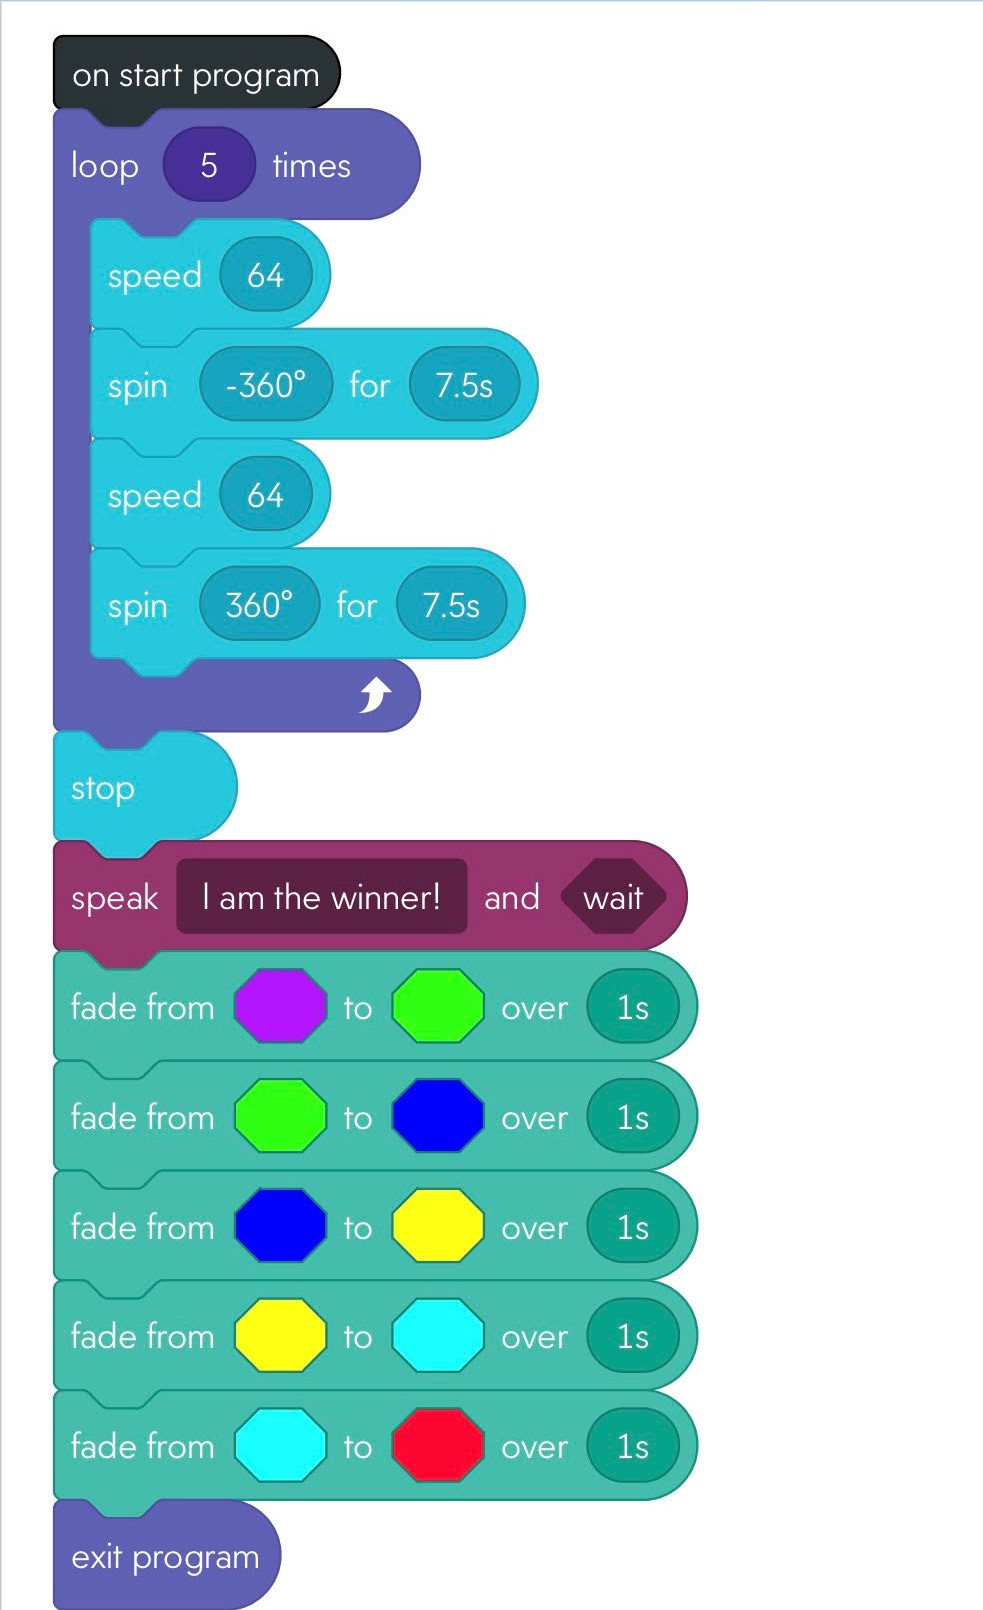 on start program
loop 5 times
speed 64
spin -360° for 7.5s
speed 64
spin 360° for 7.5s
stop
speak I am the winner! and wait
fade from to over 1s
fade from to over 1s
fade from to over 1s
fade from to over 1s
fade from to over 1s
exit program